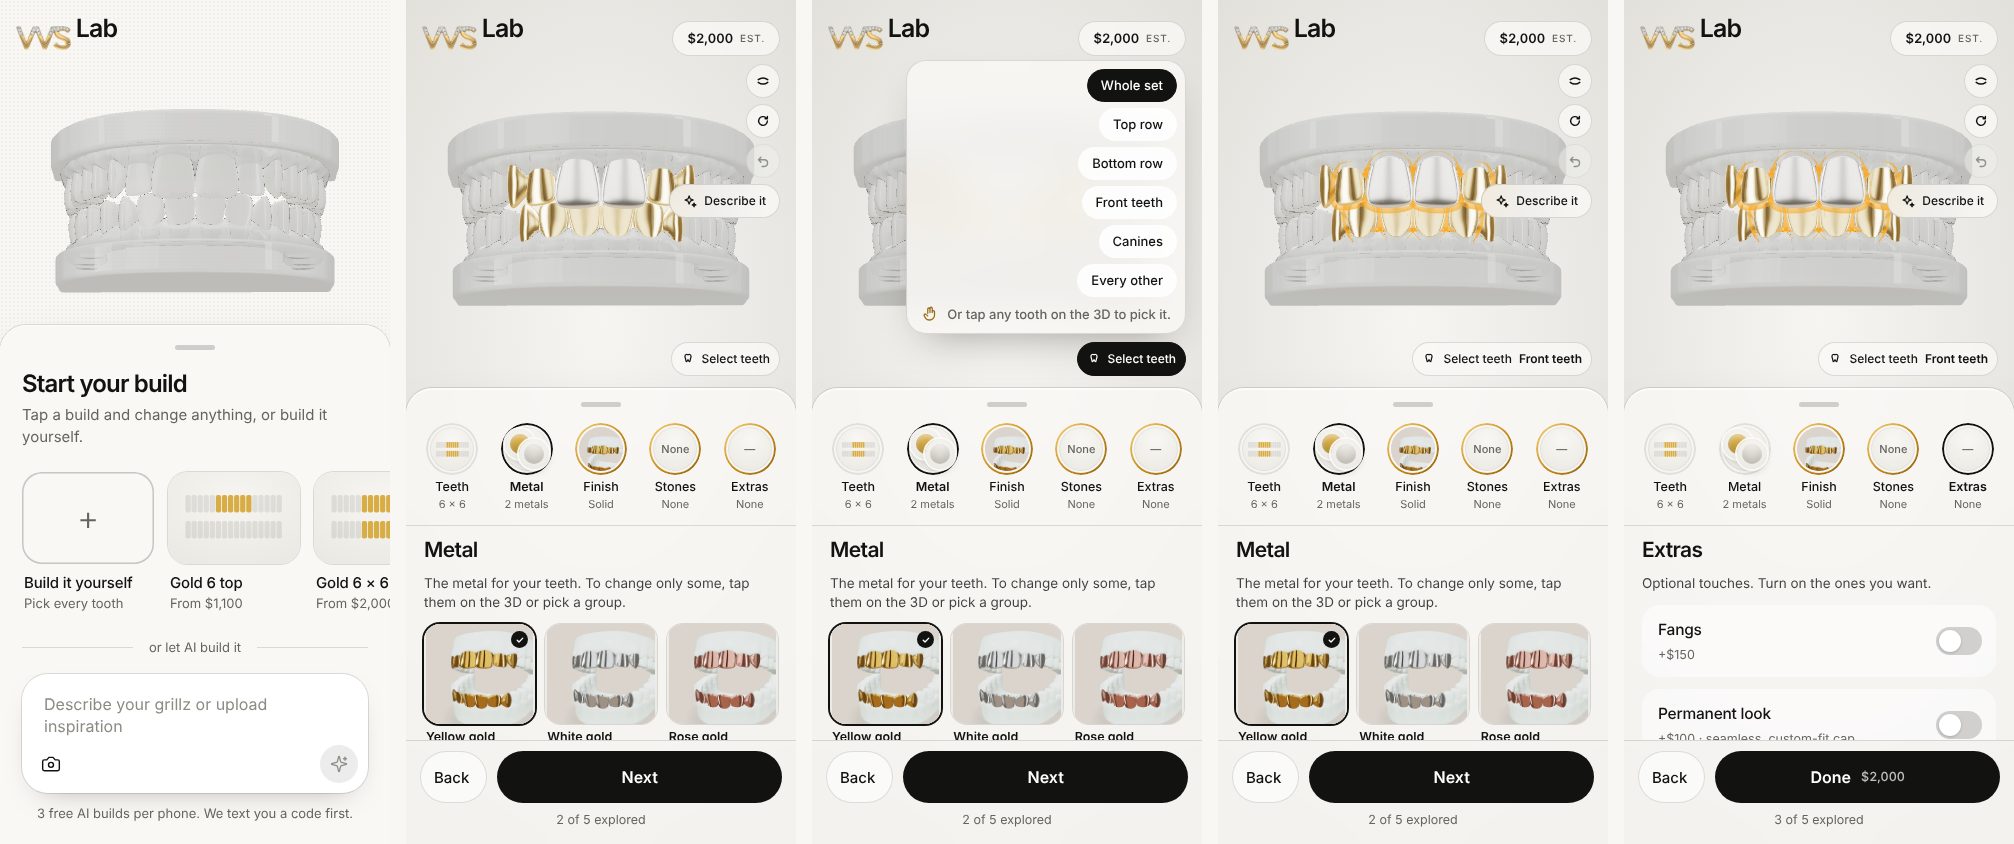 VVS Lab
Start your build
Tap a build and change anything, or build it
yourself.
+
Build it yourself
Pick every tooth
Gold 6 top
From $1,100
Gold 6 × 6
From $2,000
or let AI build it
Describe your grillz or upload
inspiration
3 free AI builds per phone. We text you a code first.
VVS Lab
$2,000 EST.
Describe it
Select teeth
Teeth
6 × 6
Metal
2 metals
Finish
Solid
None
Stones
None
—
Extras
None
Metal
The metal for your teeth. To change only some, tap
them on the 3D or pick a group.
Yellow gold
White gold
Rose gold
Back
Next
2 of 5 explored
VVS Lab
$2,000 EST.
Whole set
Top row
Bottom row
Front teeth
Canines
Every other
Or tap any tooth on the 3D to pick it.
Select teeth
Teeth
6 × 6
Metal
2 metals
Finish
Solid
None
Stones
None
—
Extras
None
Metal
The metal for your teeth. To change only some, tap
them on the 3D or pick a group.
Yellow gold
White gold
Rose gold
Back
Next
2 of 5 explored
VVS Lab
$2,000 EST.
Describe it
Select teeth Front teeth
Teeth
6 × 6
Metal
2 metals
Finish
Solid
None
Stones
None
—
Extras
None
Metal
The metal for your teeth. To change only some, tap
them on the 3D or pick a group.
Yellow gold
White gold
Rose gold
Back
Next
2 of 5 explored
VVS Lab
$2,000 EST.
Describe it
Select teeth Front teeth
Teeth
6 × 6
Metal
2 metals
Finish
Solid
None
Stones
None
—
Extras
None
Extras
Optional touches. Turn on the ones you want.
Fangs
+$150
Permanent look
+$100 · seamless, custom-fit cap
Back
Done $2,000
3 of 5 explored